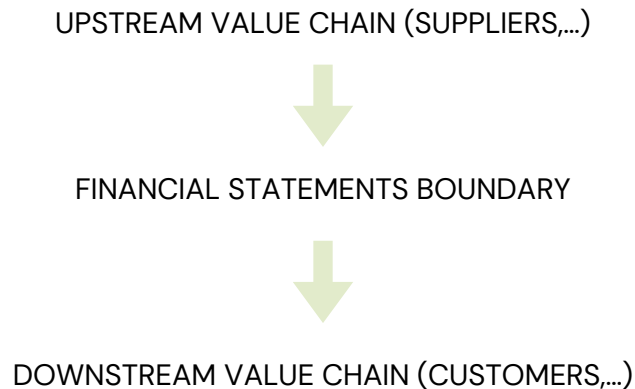 UPSTREAM VALUE CHAIN (SUPPLIERS,...)
FINANCIAL STATEMENTS BOUNDARY
DOWNSTREAM VALUE CHAIN (CUSTOMERS,...)